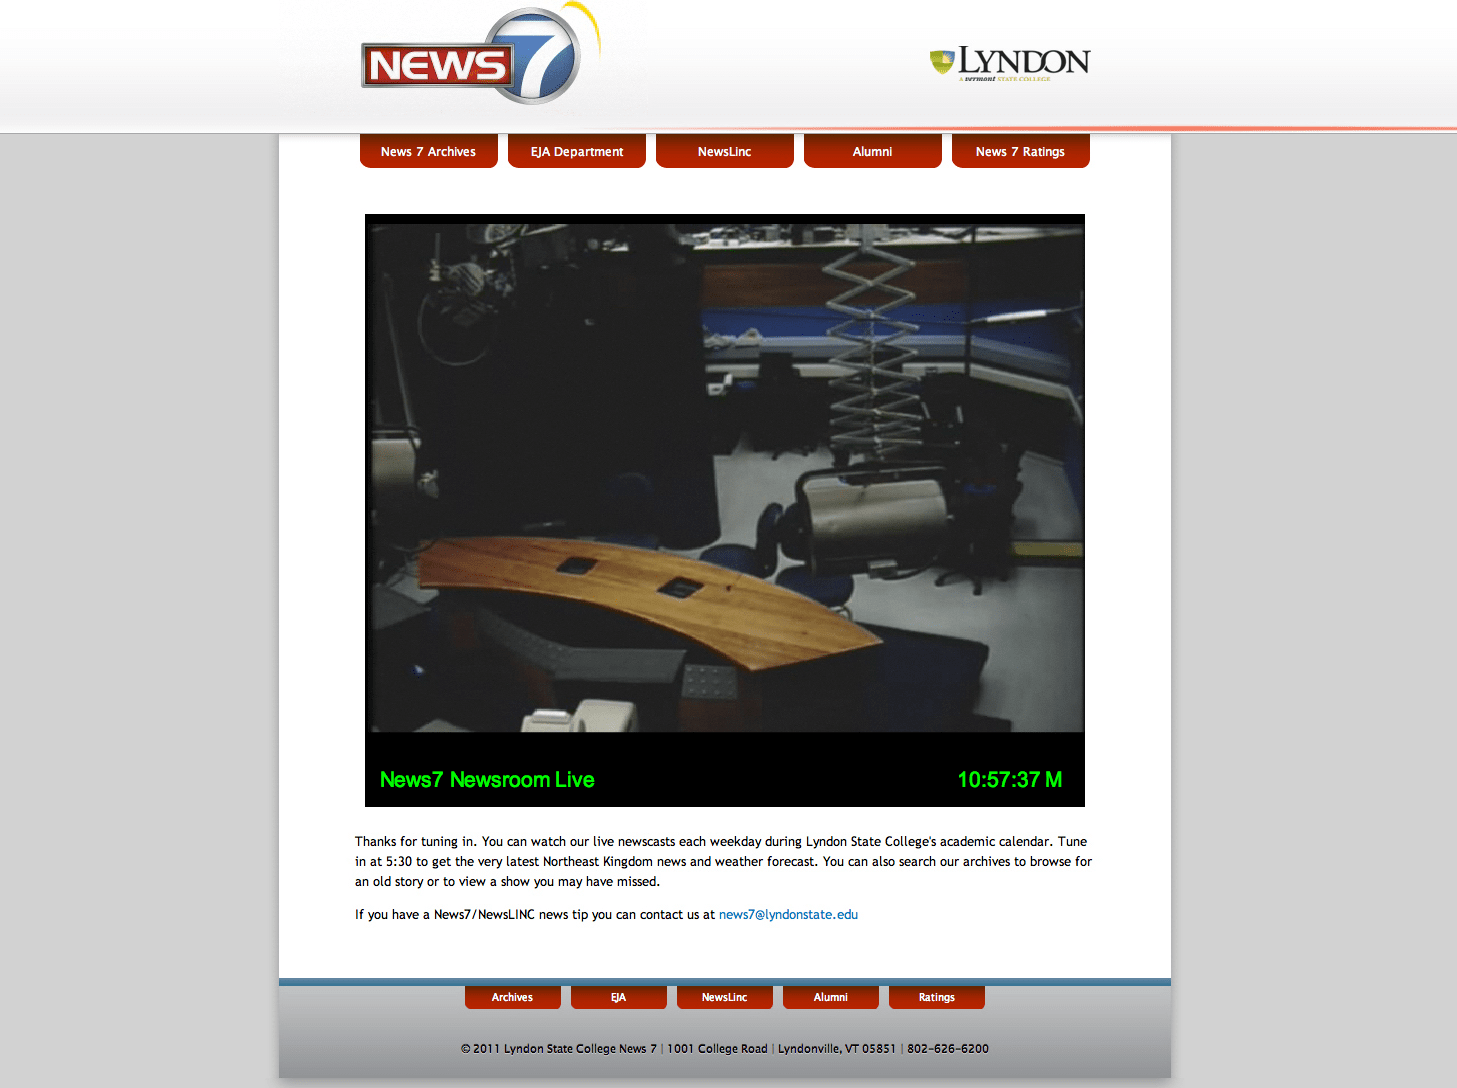 NEWS 7
LYNDON
A vermont STATE COLLEGE
News 7 Archives
EJA Department
NewsLinc
Alumni
News 7 Ratings
News7 Newsroom Live
10:57:37 M
Thanks for tuning in. You can watch our live newscasts each weekday during Lyndon State College's academic calendar. Tune
in at 5:30 to get the very latest Northeast Kingdom news and weather forecast. You can also search our archives to browse for
an old story or to view a show you may have missed.
If you have a News7/NewsLINC news tip you can contact us at news7@lyndonstate.edu
Archives
EJA
NewsLinc
Alumni
Ratings
© 2011 Lyndon State College News 7 | 1001 College Road | Lyndonville, VT 05851 | 802-626-6200